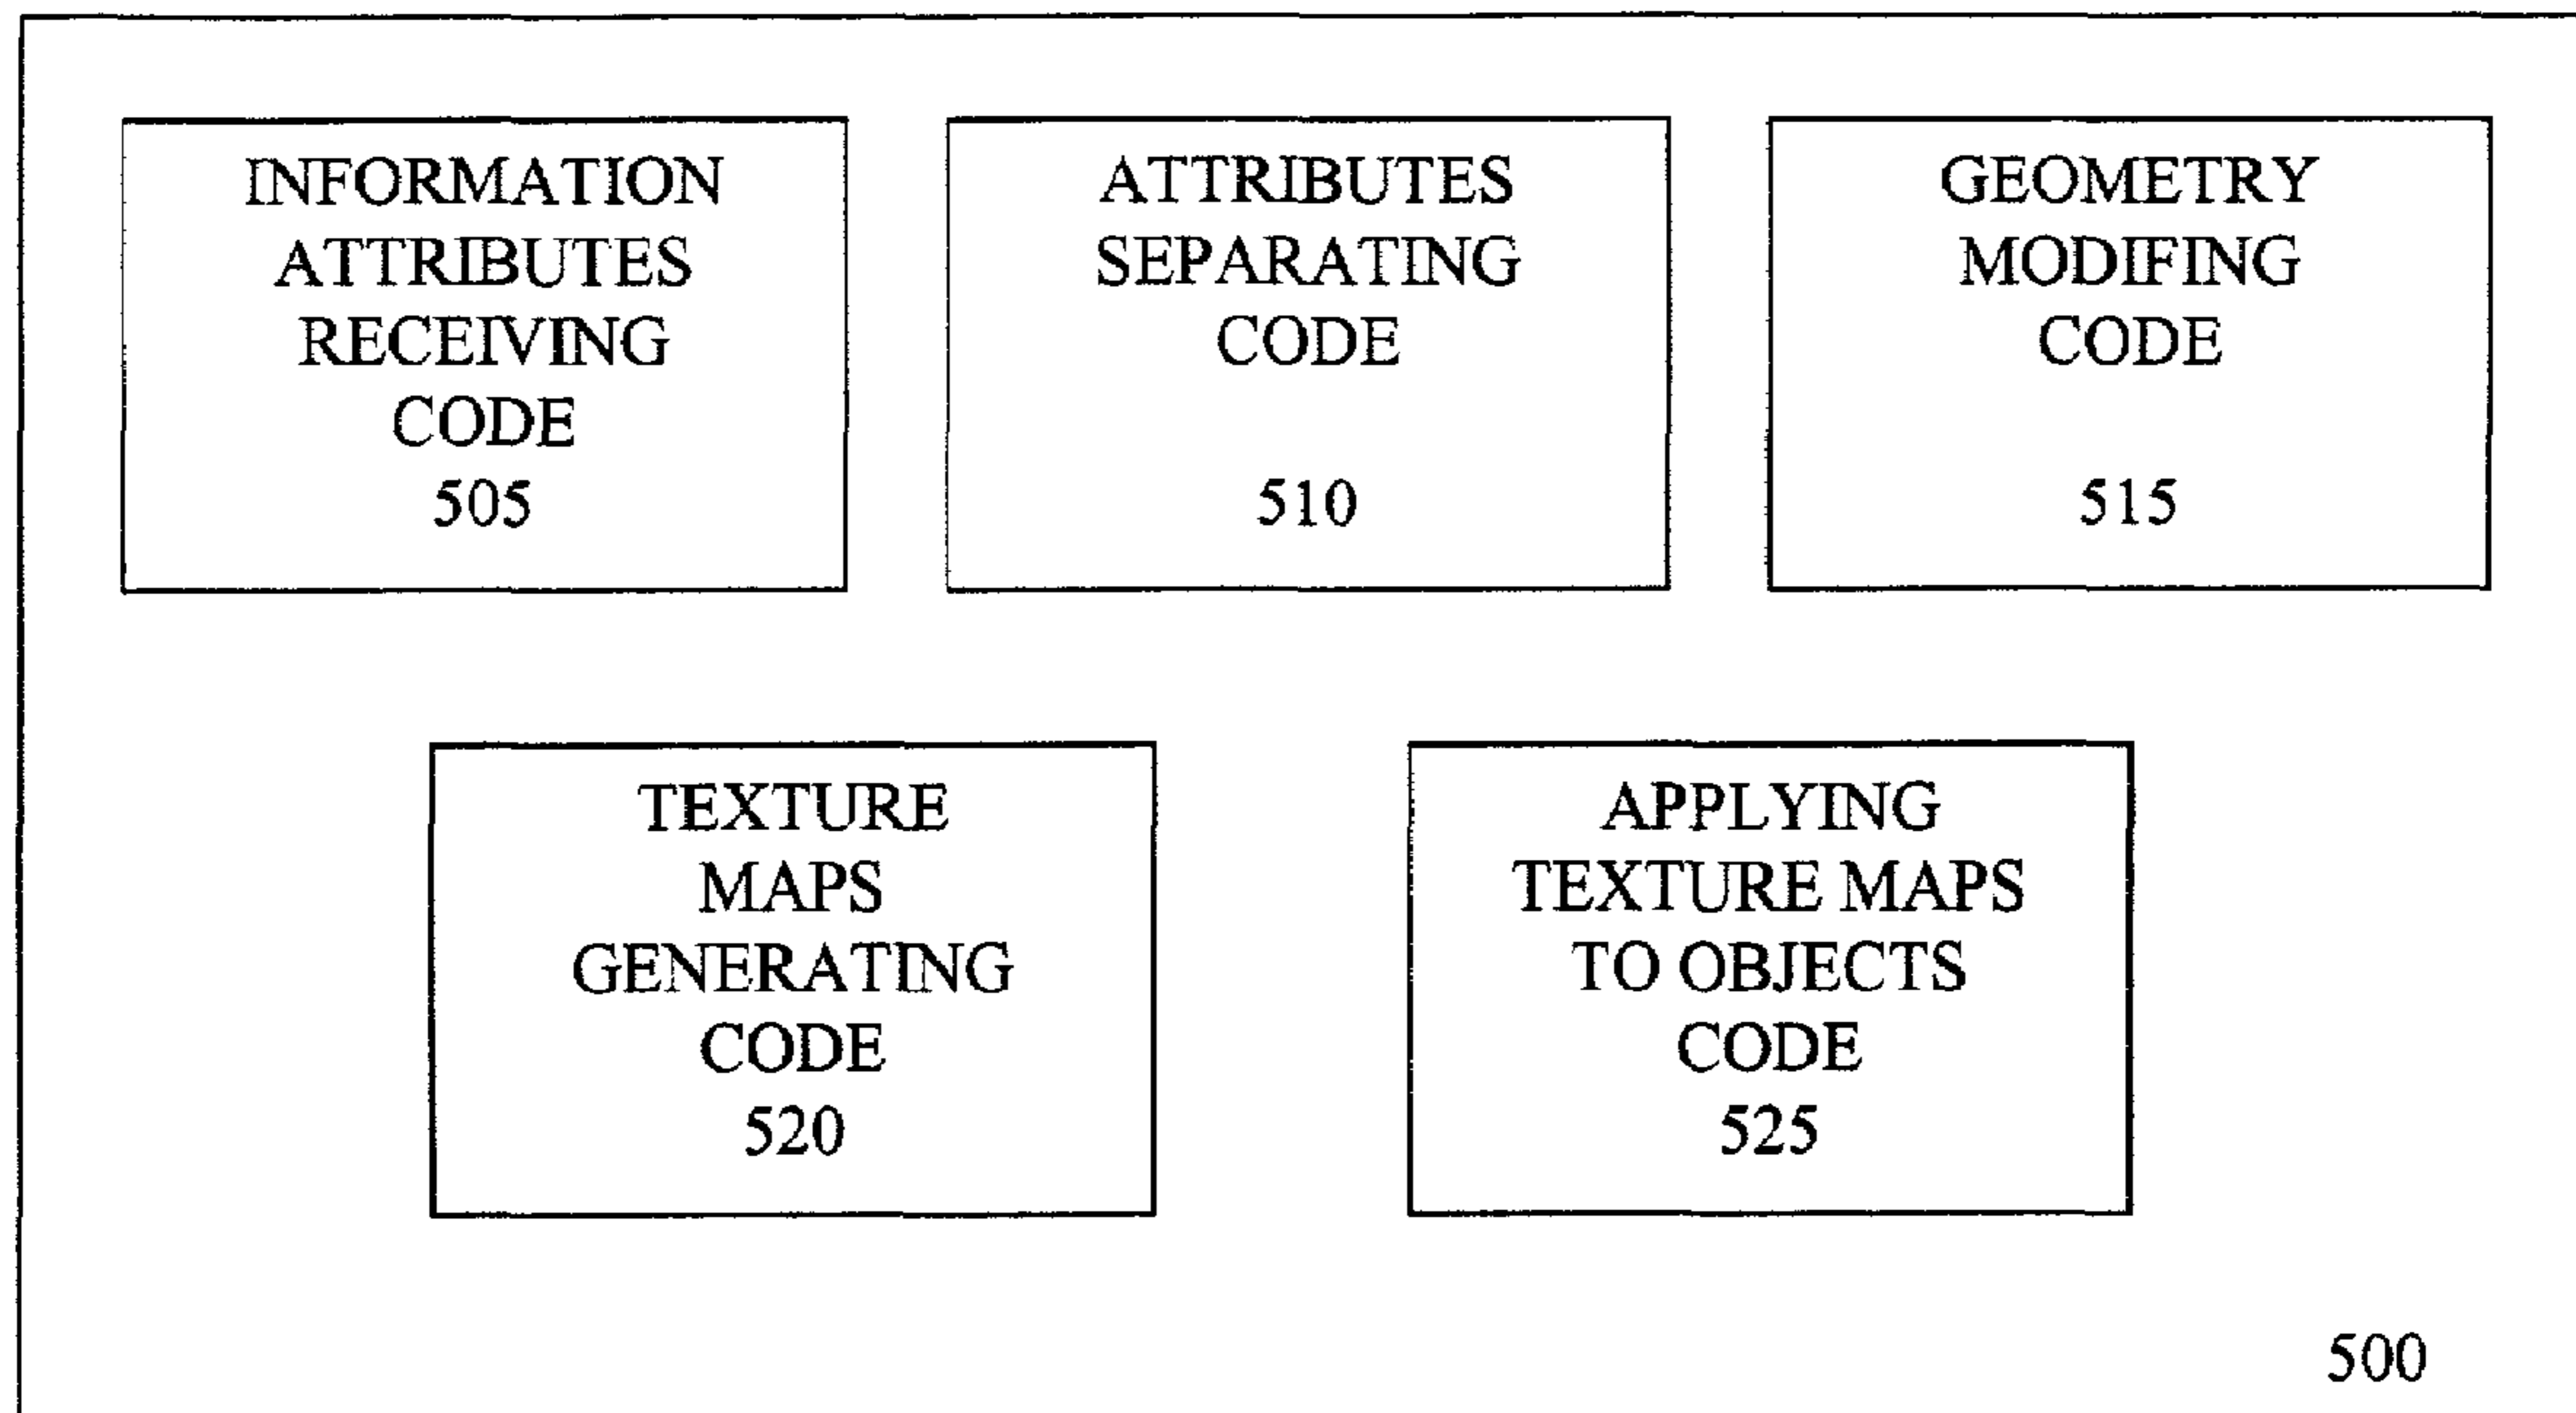 INFORMATION
ATTRIBUTES
RECEIVING
CODE
505
ATTRIBUTES
SEPARATING
CODE
510
GEOMETRY
MODIFING
CODE
515
TEXTURE
MAPS
GENERATING
CODE
520
APPLYING
TEXTURE MAPS
TO OBJECTS
CODE
525
500